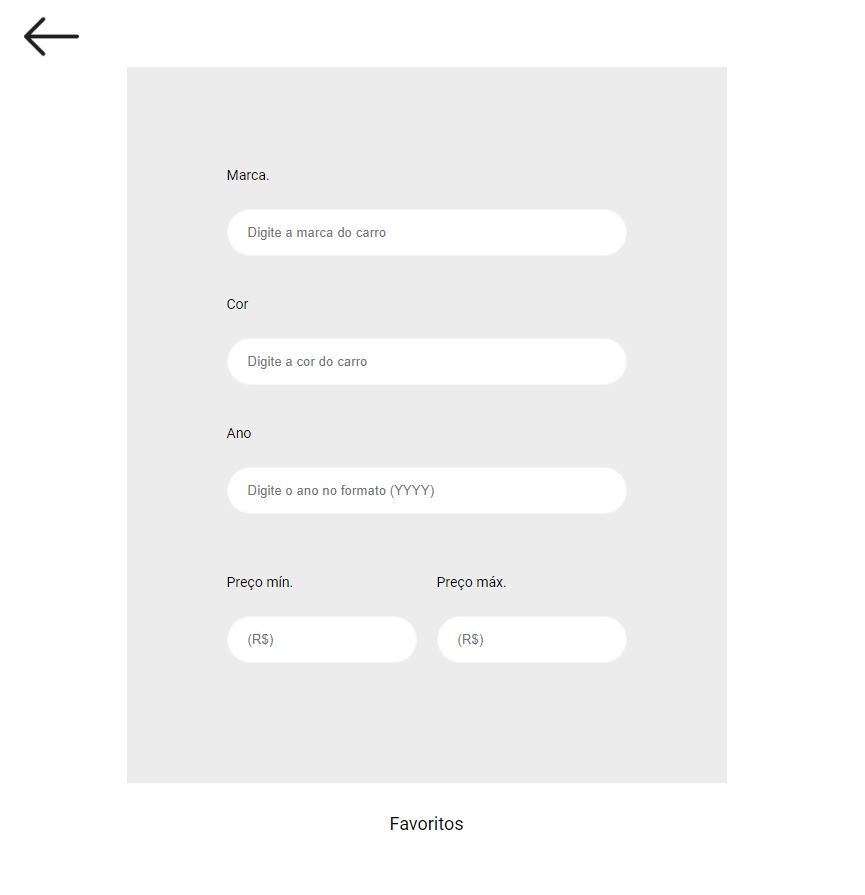 Marca.
Digite a marca do carro
Cor
Digite a cor do carro
Ano
Digite o ano no formato (YYYY)
Preço mín. Preço máx.
(R$) (R$)
Favoritos